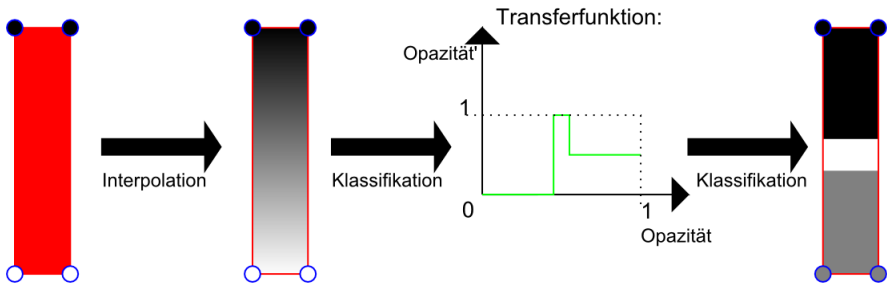 Transferfunktion:
Opazität'
1
Interpolation
Klassifikation
Klassifikation
0
1
Opazität